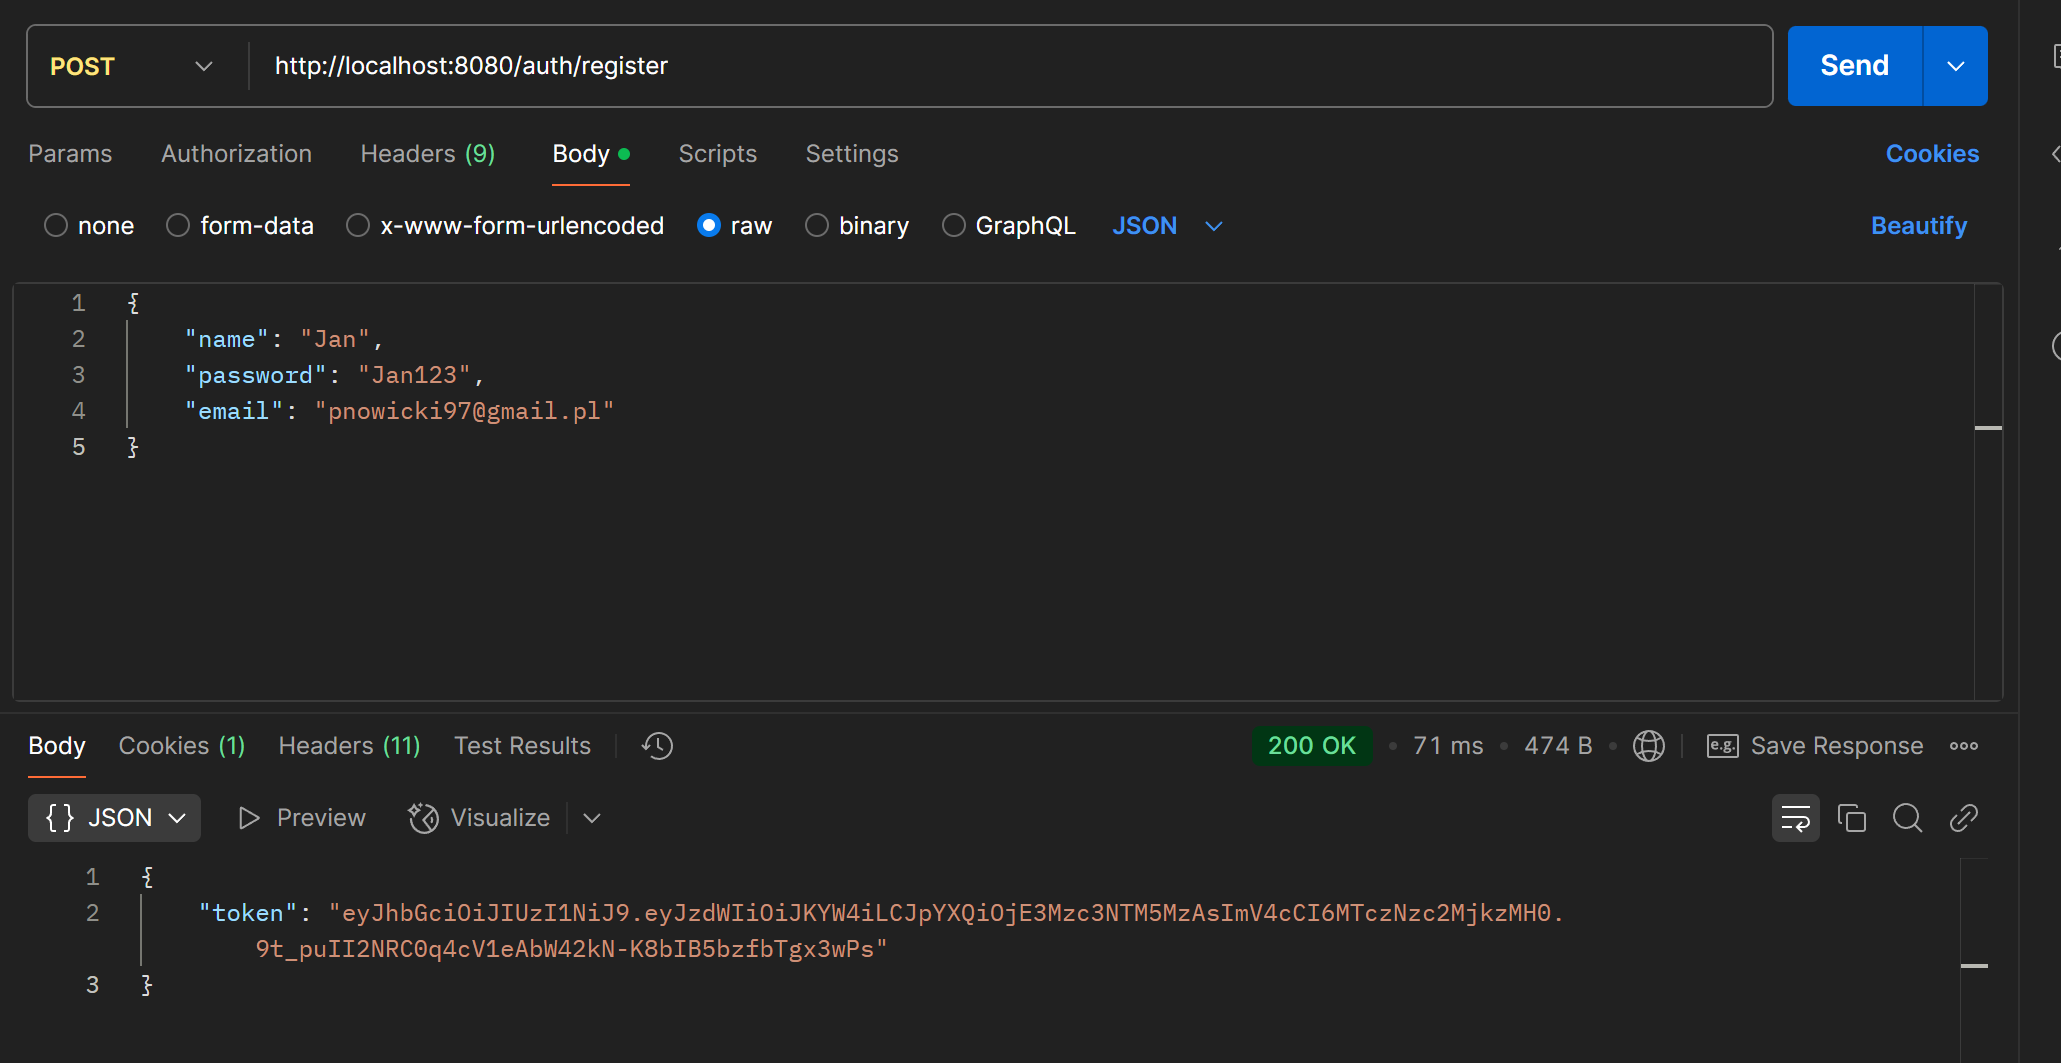 POST http://localhost:8080/auth/register Send
Params Authorization Headers (9) Body Scripts Settings Cookies
none form-data x-www-form-urlencoded raw binary GraphQL JSON Beautify
1 {
2 "name": "Jan",
3 "password": "Jan123",
4 "email": "pnowicki97@gmail.pl"
5 }
Body Cookies (1) Headers (11) Test Results 200 OK • 71 ms • 474 B • e.g. Save Response
{} JSON Preview Visualize
1 {
2 "token": "eyJhbGciOiJIUzI1NiJ9.eyJzdWIiOiJKYW4iLCJpYXQiOjE3Mzc3NTM5MzAsImV4cCI6MTczNzc2MjkzMH0.
9t_puII2NRC0q4cV1eAbW42kN-K8bIB5bzfbTgx3wPs"
3 }